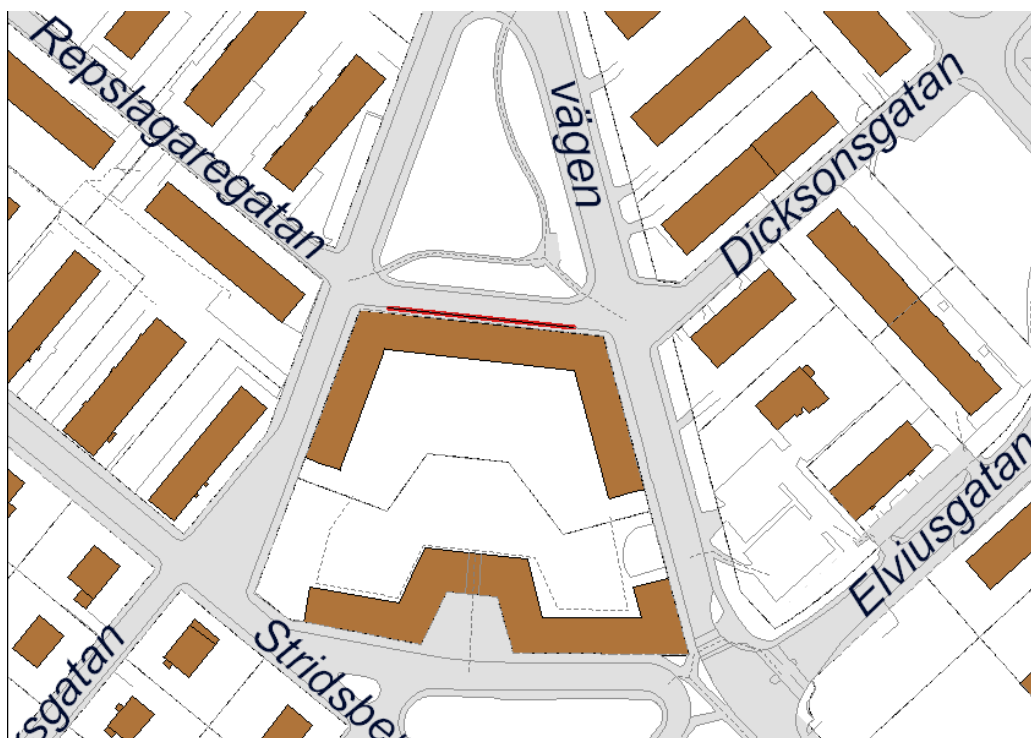 Repslagaregatan
vägen
Dicksonsgatan
Elviusgatan
Stridsbe
sgatan